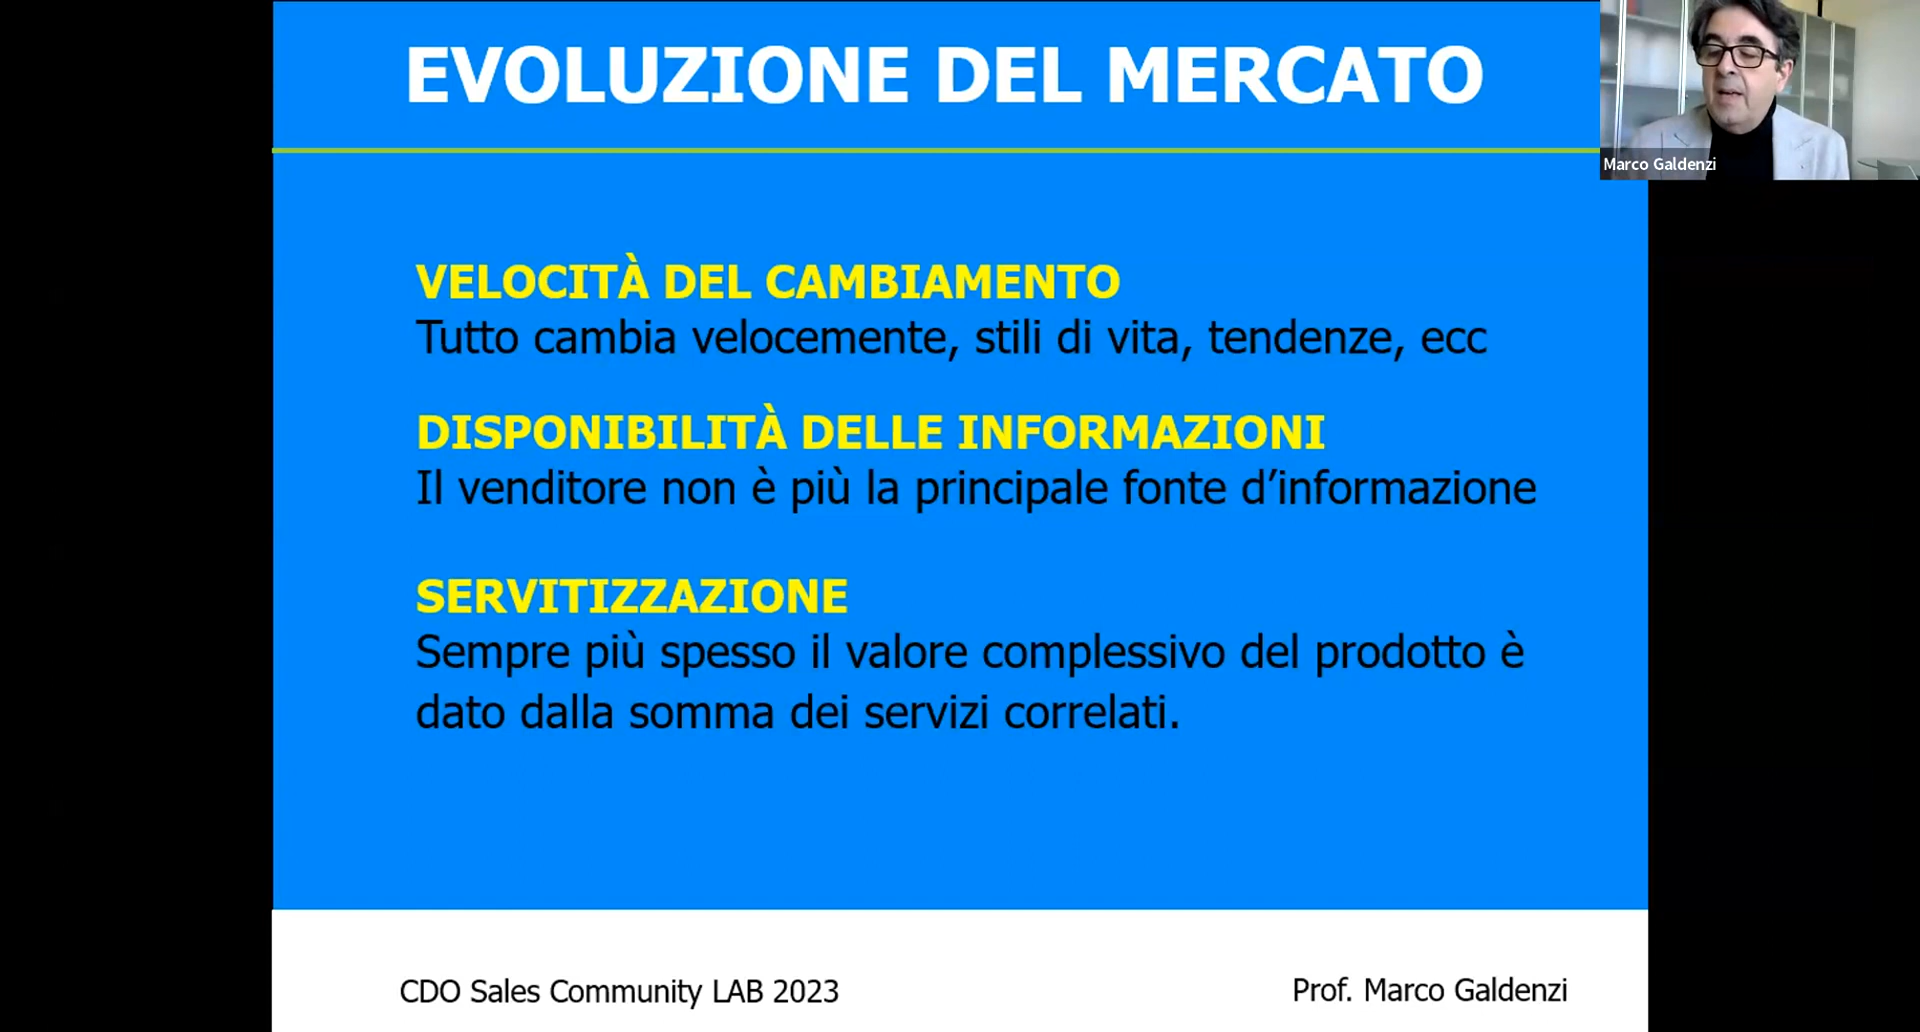 EVOLUZIONE DEL MERCATO
Marco Galdenzi
VELOCITÀ DEL CAMBIAMENTO
Tutto cambia velocemente, stili di vita, tendenze, ecc
DISPONIBILITÀ DELLE INFORMAZIONI
Il venditore non è più la principale fonte d’informazione
SERVITIZZAZIONE
Sempre più spesso il valore complessivo del prodotto è
dato dalla somma dei servizi correlati.
CDO Sales Community LAB 2023
Prof. Marco Galdenzi